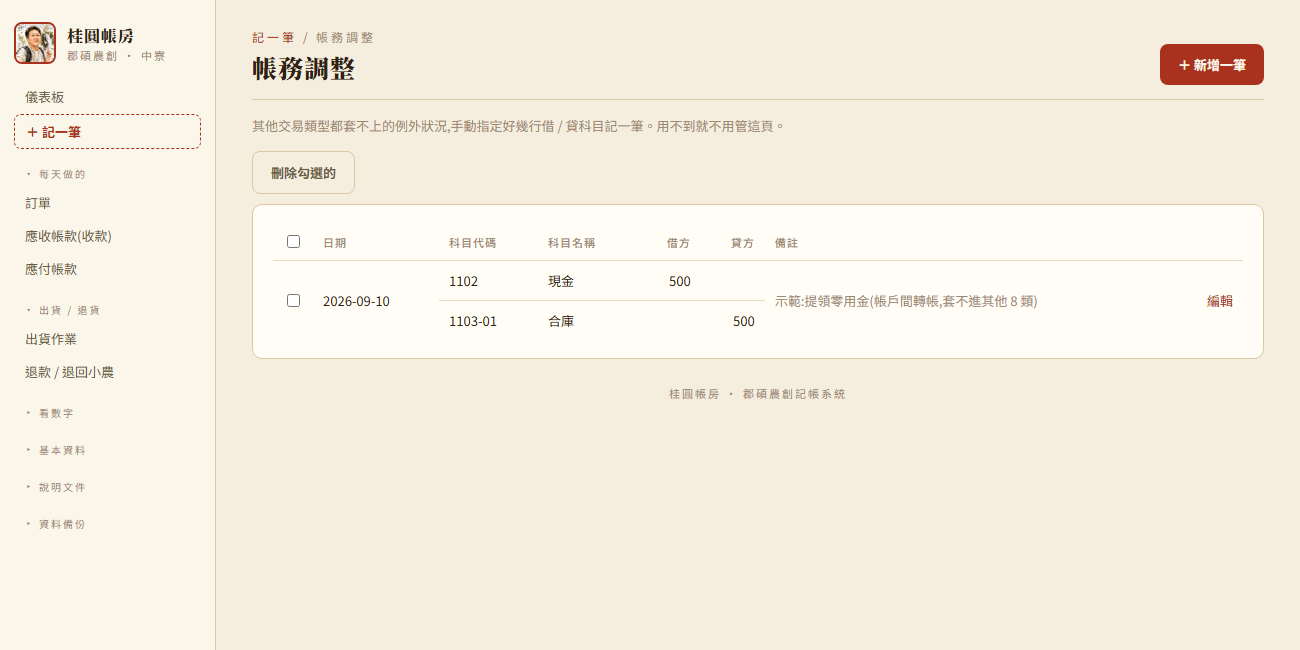 桂圓帳房
郡碩農創 · 中寮
儀表板
＋ 記一筆
每天做的
訂單
應收帳款(收款)
應付帳款
出貨 / 退貨
出貨作業
退款 / 退回小農
看數字
基本資料
說明文件
資料備份
記一筆 / 帳務調整
帳務調整
＋ 新增一筆
其他交易類型都套不上的例外狀況,手動指定好幾行借 / 貸科目記一筆。用不到就不用管這頁。
刪除勾選的
日期 科目代碼 科目名稱 借方 貸方 備註
1102 現金 500
2026-09-10 示範:提領零用金(帳戶間轉帳,套不進其他 8 類) 編輯
1103-01 合庫 500
桂圓帳房 · 郡碩農創記帳系統